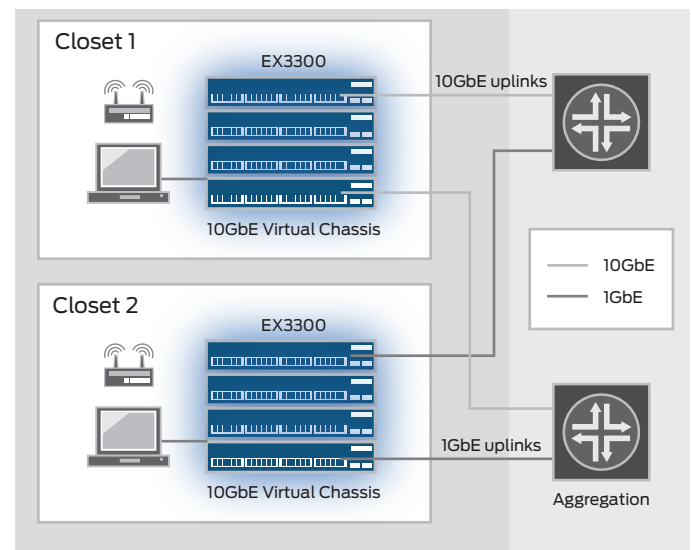 Closet 1
EX3300
10GbE uplinks
10GbE Virtual Chassis
10GbE
1GbE
Closet 2
EX3300
1GbE uplinks
10GbE Virtual Chassis
Aggregation